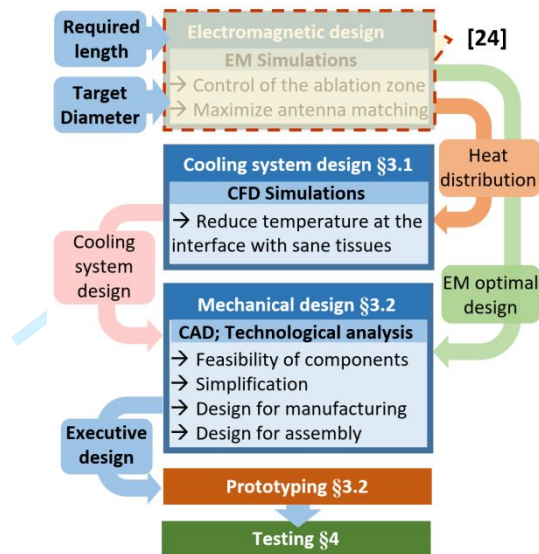 Required
length
Electromagnetic design
[24]
EM Simulations
→ Control of the ablation zone
→ Maximize antenna matching
Target
Diameter
Cooling system design §3.1
CFD Simulations
→ Reduce temperature at the
interface with sane tissues
Heat
distribution
Cooling
system
design
EM optimal
design
Mechanical design §3.2
CAD; Technological analysis
→ Feasibility of components
→ Simplification
→ Design for manufacturing
→ Design for assembly
Executive
design
Prototyping §3.2
Testing §4